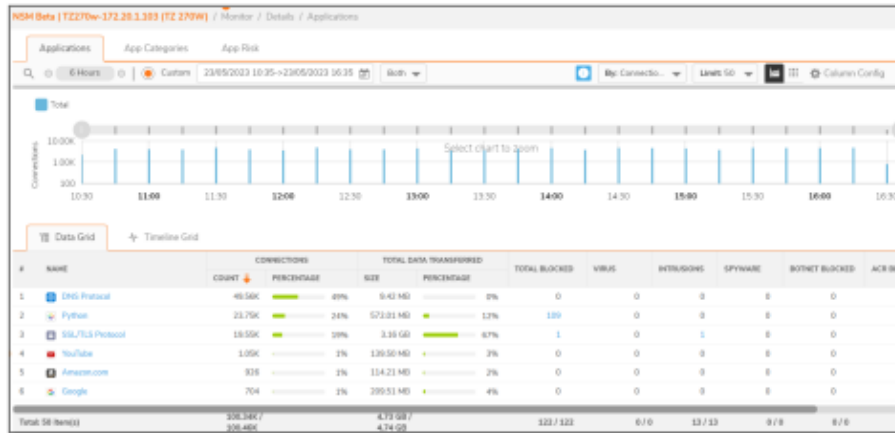 NSM Beta | TZ270w-172.20.1.103 (TZ 270W) / Monitor / Details / Applications
Applications App Categories App Risk
6 Hours Custom 23/05/2023 10:35->23/05/2023 16:35 Both By: Connectio... Limit: 50 Column Config
Total
Select chart to zoom
Connections
10.00K
1.00K
100
10:30 11:00 11:30 12:00 12:30 13:00 13:30 14:00 14:30 15:00 15:30 16:00 16:30
Data Grid Timeline Grid
# NAME CONNECTIONS TOTAL DATA TRANSFERRED TOTAL BLOCKED VIRUS INTRUSIONS SPYWARE BOTNET BLOCKED
COUNT PERCENTAGE SIZE PERCENTAGE
1 DNS Protocol 49.56K 49% 9.43 MB 0% 0 0 0 0 0
2 Python 23.75K 24% 573.01 MB 12% 109 0 0 0 0
3 SSL/TLS Protocol 18.55K 19% 3.16 GB 67% 1 0 1 0 0
4 YouTube 1.05K 1% 139.50 MB 3% 0 0 0 0 0
5 Amazon.com 926 1% 114.21 MB 2% 0 0 0 0 0
6 Google 704 1% 209.51 MB 4% 0 0 0 0 0
Total: 50 item(s) 100.34K / 100.46K 4.73 GB / 4.74 GB 122 / 122 0 / 0 13 / 13 0 / 0 0 / 0